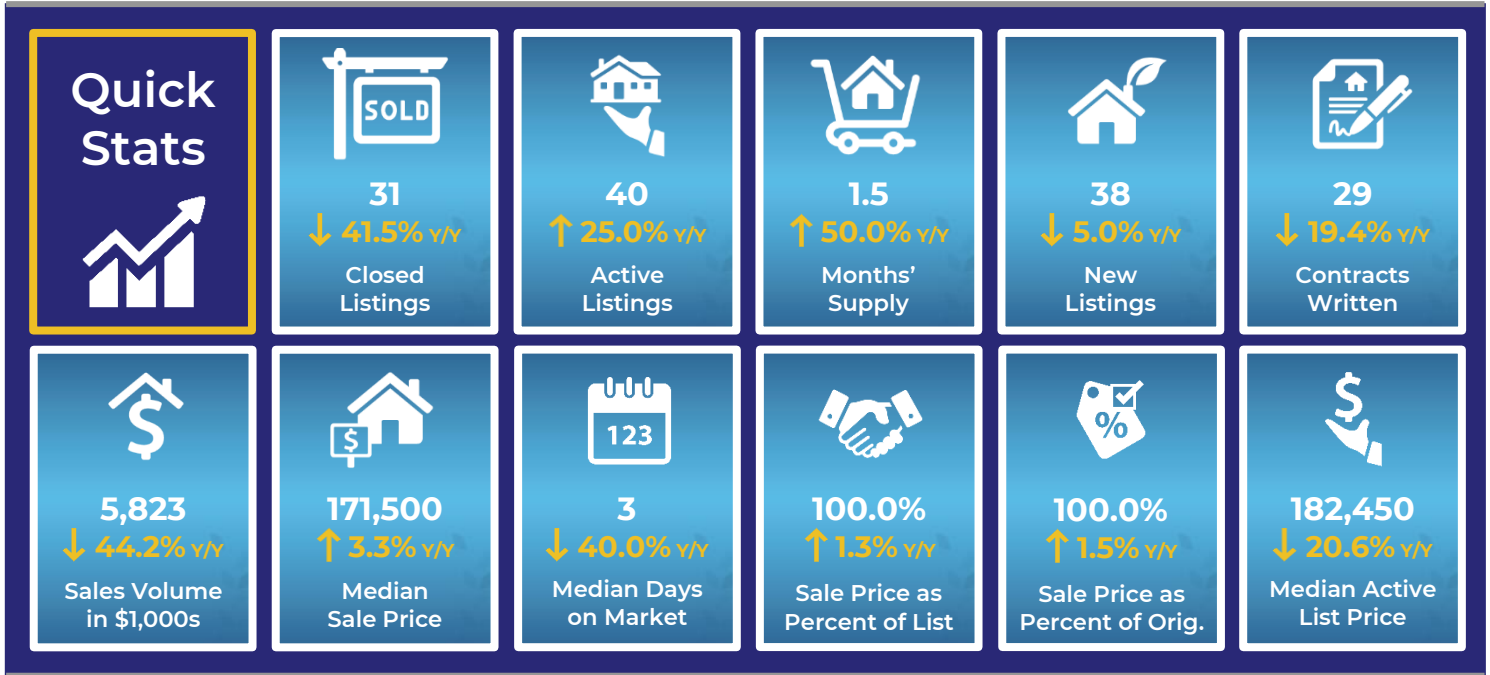 Quick
Stats
SOLD
31
↓ 41.5% Y/Y
Closed
Listings
40
↑ 25.0% Y/Y
Active
Listings
1.5
↑ 50.0% Y/Y
Months’
Supply
38
↓ 5.0% Y/Y
New
Listings
29
↓ 19.4% Y/Y
Contracts
Written
$
5,823
↓ 44.2% Y/Y
Sales Volume
in $1,000s
$
171,500
↑ 3.3% Y/Y
Median
Sale Price
123
3
↓ 40.0% Y/Y
Median Days
on Market
100.0%
↑ 1.3% Y/Y
Sale Price as
Percent of List
%
100.0%
↑ 1.5% Y/Y
Sale Price as
Percent of Orig.
$
182,450
↓ 20.6% Y/Y
Median Active
List Price